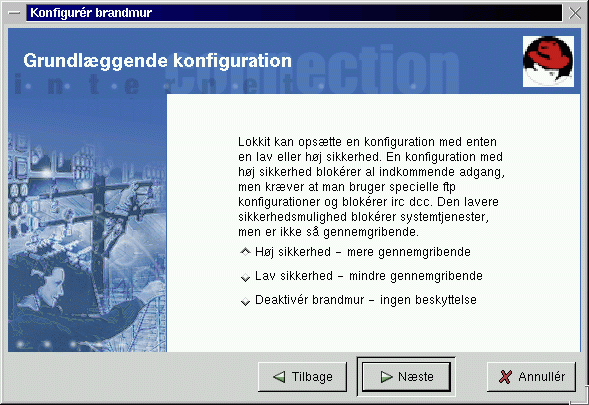 Konfigurér brandmur
Grundlæggende konfiguration
connection
internet
Lokkit kan opsætte en konfiguration med enten
en lav eller høj sikkerhed. En konfiguration med
høj sikkerhed blokérer al indkommende adgang,
men kræver at man bruger specielle ftp
konfigurationer og blokérer irc dcc. Den lavere
sikkerhedsmulighed blokérer systemtjenester,
men er ikke så gennemgribende.
Høj sikkerhed - mere gennemgribende
Lav sikkerhed - mindre gennemgribende
Deaktivér brandmur - ingen beskyttelse
Tilbage
Næste
Annullér